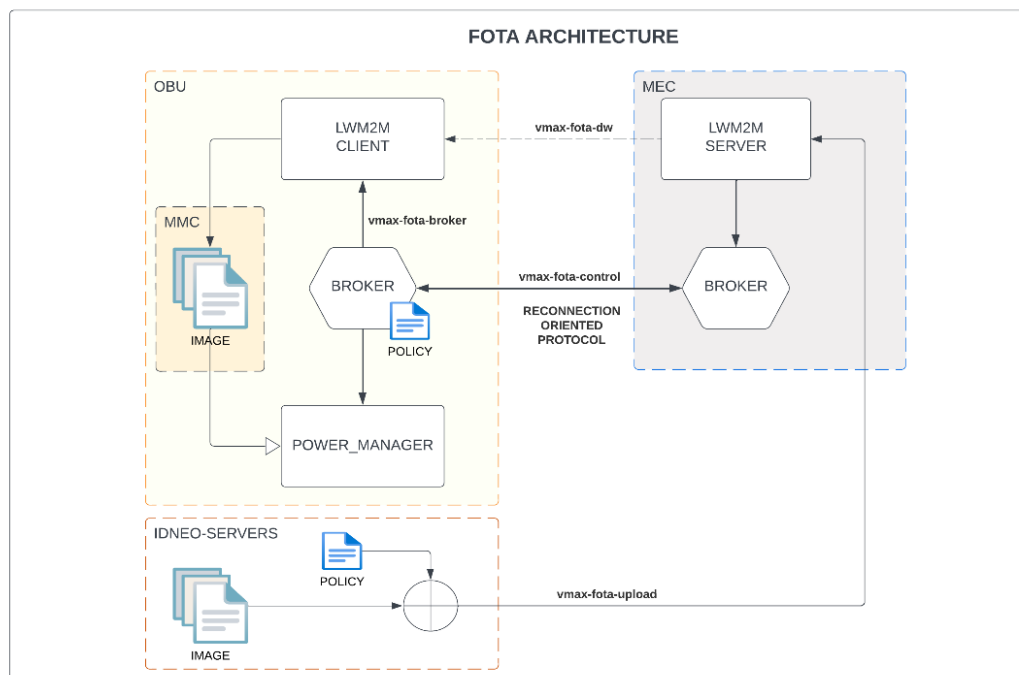 FOTA ARCHITECTURE
OBU
MEC
LWM2M
CLIENT
vmax-fota-dw
LWM2M
SERVER
MMC
vmax-fota-broker
BROKER
vmax-fota-control
BROKER
RECONNECTION
ORIENTED
PROTOCOL
IMAGE
POLICY
POWER_MANAGER
IDNEO-SERVERS
POLICY
vmax-fota-upload
IMAGE